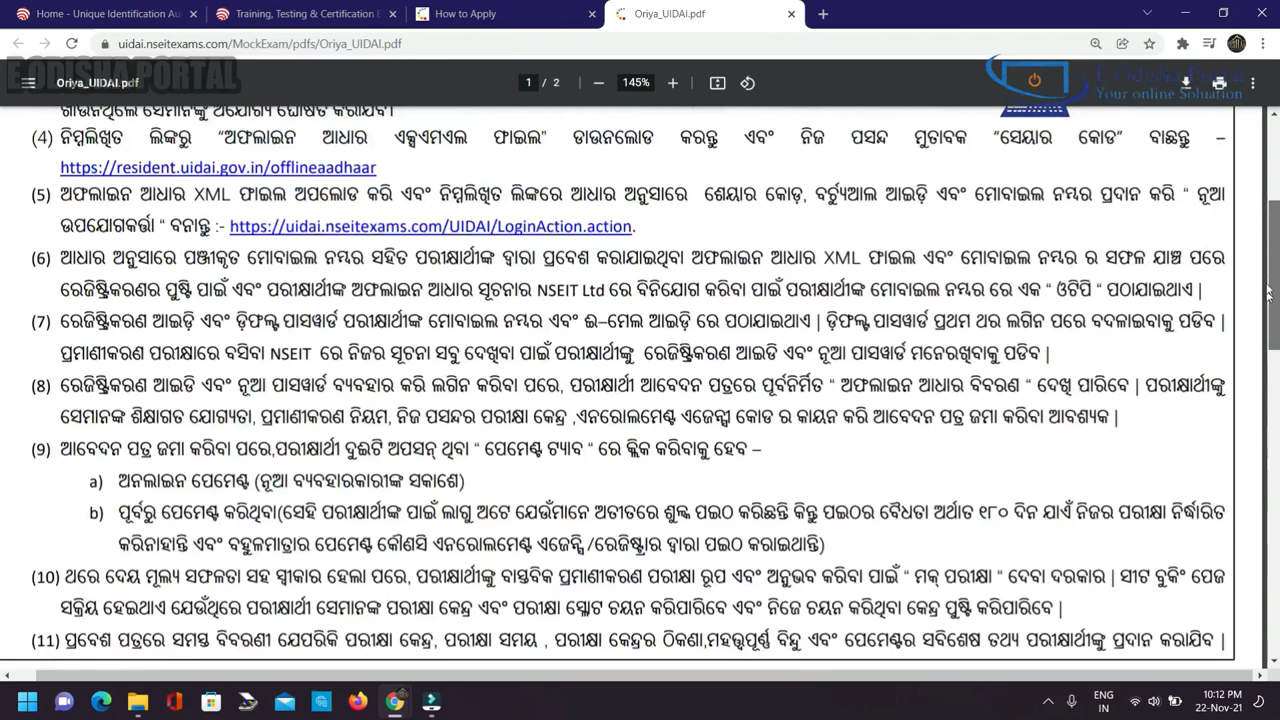 Home - Unique Identification Au
Training, Testing & Certification E
How to Apply
Oriya_UIDAI.pdf
uidai.nseitexams.com/MockExam/pdfs/Oriya_UIDAI.pdf
E ODISHA PORTAL
Oriya_UIDAI.pdf
1 / 2
145%
E Odisha Portal
Your online Soluation
ଖାଉନଥିଲେ ସେମାନଙ୍କୁ ଅଯୋଗ୍ୟ ଘୋଷିତ କରାଯିବ।
(4) ନିମ୍ନଲିଖିତ ଲିଙ୍କରୁ “ଅଫଲାଇନ ଆଧାର ଏକ୍ସଏମଏଲ ଫାଇଲ” ଡାଉନଲୋଡ କରନ୍ତୁ ଏବଂ ନିଜ ପସନ୍ଦ ମୁତାବକ “ସେୟାର କୋଡ” ବାଛନ୍ତୁ –
https://resident.uidai.gov.in/offlineaadhaar
(5) ଅଫଲାଇନ ଆଧାର XML ଫାଇଲ ଅପଲୋଡ କରି ଏବଂ ନିମ୍ନଲିଖିତ ଲିଙ୍କରେ ଆଧାର ଅନୁସାରେ ଶେୟାର କୋଡ଼, ବର୍ଚ୍ୟୁଆଲ ଆଇଡ଼ି ଏବଂ ମୋବାଇଲ ନମ୍ବର ପ୍ରଦାନ କରି “ ନୂଆ
ଉପଯୋଗକର୍ତ୍ତା “ ବନାନ୍ତୁ :- https://uidai.nseitexams.com/UIDAI/LoginAction.action.
(6) ଆଧାର ଅନୁସାରେ ପଞ୍ଜୀକୃତ ମୋବାଇଲ ନମ୍ବର ସହିତ ପରୀକ୍ଷାର୍ଥୀଙ୍କ ଦ୍ୱାରା ପ୍ରବେଶ କରାଯାଇଥିବା ଅଫଲାଇନ ଆଧାର XML ଫାଇଲ ଏବଂ ମୋବାଇଲ ନମ୍ବର ର ସଫଳ ଯାଞ୍ଚ ପରେ
ରେଜିଷ୍ଟ୍ରିକରଣର ପୁଷ୍ଟି ପାଇଁ ଏବଂ ପରୀକ୍ଷାର୍ଥୀଙ୍କ ଅଫଲାଇନ ଆଧାର ସୂଚନାର NSEIT Ltd ରେ ବିନିଯୋଗ କରିବା ପାଇଁ ପରୀକ୍ଷାର୍ଥୀଙ୍କ ମୋବାଇଲ ନମ୍ବର ରେ ଏକ “ ଓଟିପି “ ପଠାଯାଇଥାଏ |
(7) ରେଜିଷ୍ଟ୍ରିକରଣ ଆଇଡ଼ି ଏବଂ ଡ଼ିଫଲ୍ଟ ପାସୱାର୍ଡ ପରୀକ୍ଷାର୍ଥୀଙ୍କ ମୋବାଇଲ ନମ୍ବର ଏବଂ ଈ–ମେଲ ଆଇଡ଼ି ରେ ପଠାଯାଇଥାଏ | ଡ଼ିଫଲ୍ଟ ପାସୱାର୍ଡ ପ୍ରଥମ ଥର ଲଗିନ ପରେ ବଦଳାଇବାକୁ ପଡିବ |
ପ୍ରମାଣୀକରଣ ପରୀକ୍ଷାରେ ବସିବା NSEIT ରେ ନିଜର ସୂଚନା ସବୁ ଦେଖିବା ପାଇଁ ପରୀକ୍ଷାର୍ଥୀଙ୍କୁ ରେଜିଷ୍ଟ୍ରିକରଣ ଆଇଡି ଏବଂ ନୂଆ ପାସୱାର୍ଡ ମନେରଖିବାକୁ ପଡିବ |
(8) ରେଜିଷ୍ଟ୍ରିକରଣ ଆଇଡି ଏବଂ ନୂଆ ପାସୱାର୍ଡ ବ୍ୟବହାର କରି ଲଗିନ କରିବା ପରେ, ପରୀକ୍ଷାର୍ଥୀ ଆବେଦନ ପତ୍ରରେ ପୂର୍ବନିର୍ମିତ “ ଅଫଲାଇନ ଆଧାର ବିବରଣ “ ଦେଖି ପାରିବେ | ପରୀକ୍ଷାର୍ଥୀଙ୍କୁ
ସେମାନଙ୍କ ଶିକ୍ଷାଗତ ଯୋଗ୍ୟତା, ପ୍ରମାଣୀକରଣ ନିୟମ, ନିଜ ପସନ୍ଦର ପରୀକ୍ଷା କେନ୍ଦ୍ର ,ଏନରୋଲମେଣ୍ଟ ଏଜେନ୍ସୀ କୋଡ ର କାୟନ କରି ଆବେଦନ ପତ୍ର ଜମା କରିବା ଆବଶ୍ୟକ |
(9) ଆବେଦନ ପତ୍ର ଜମା କରିବା ପରେ,ପରୀକ୍ଷାର୍ଥୀ ଦୁଇଟି ଅପସନ୍ ଥିବା “ ପେମେଣ୍ଟ ଟ୍ୟାବ “ ରେ କ୍ଲିକ କରିବାକୁ ହେବ –
a) ଅନଲାଇନ ପେମେଣ୍ଟ (ନୂଆ ବ୍ୟବହାରକାରୀଙ୍କ ସକାଶେ)
b) ପୂର୍ବରୁ ପେମେଣ୍ଟ କରିଥିବା(ସେହି ପରୀକ୍ଷାର୍ଥୀଙ୍କ ପାଇଁ ଲାଗୁ ଅଟେ ଯେଉଁମାନେ ଅତୀତରେ ଶୁଳ୍କ ପଇଠ କରିଛନ୍ତି କିନ୍ତୁ ପଇଠର ବୈଧତା ଅର୍ଥାତ ୧୮୦ ଦିନ ଯାଏଁ ନିଜର ପରୀକ୍ଷା ନିର୍ଦ୍ଧାରିତ
କରିନାହାନ୍ତି ଏବଂ ବହୁଳମାତ୍ରାର ପେମେଣ୍ଟ କୌଣସି ଏନରୋଲମେଣ୍ଟ ଏଜେନ୍ସି /ରେଜିଷ୍ଟ୍ରାର ଦ୍ୱାରା ପଇଠ କରାଇଥାନ୍ତି)
(10) ଥରେ ଦେୟ ମୂଲ୍ୟ ସଫଳତା ସହ ସ୍ୱୀକାର ହେଲା ପରେ, ପରୀକ୍ଷାର୍ଥୀଙ୍କୁ ବାସ୍ତବିକ ପ୍ରମାଣୀକରଣ ପରୀକ୍ଷା ରୂପ ଏବଂ ଅନୁଭବ କରିବା ପାଇଁ “ ମକ୍ ପରୀକ୍ଷା “ ଦେବା ଦରକାର | ସୀଟ ବୁକିଂ ପେଜ
ସକ୍ରିୟ ହେଇଥାଏ ଯେଉଁଥିରେ ପରୀକ୍ଷାର୍ଥୀ ସେମାନଙ୍କ ପରୀକ୍ଷା କେନ୍ଦ୍ର ଏବଂ ପରୀକ୍ଷା ସ୍ଲୋଟ ଚୟନ କରିପାରିବେ ଏବଂ ନିଜେ ଚୟନ କରିଥିବା କେନ୍ଦ୍ର ପୁଷ୍ଟି କରିପାରିବେ |
(11) ପ୍ରବେଶ ପତ୍ରରେ ସମସ୍ତ ବିବରଣୀ ଯେପରିକି ପରୀକ୍ଷା କେନ୍ଦ୍ର, ପରୀକ୍ଷା ସମୟ , ପରୀକ୍ଷା କେନ୍ଦ୍ରର ଠିକଣା,ମହତ୍ତ୍ୱପୂର୍ଣ୍ଣ ବିନ୍ଦୁ ଏବଂ ପେମେଣ୍ଟର ସବିଶେଷ ତଥ୍ୟ ପରୀକ୍ଷାର୍ଥୀଙ୍କୁ ପ୍ରଦାନ କରାଯିବ |
ENG
IN
10:12 PM
22-Nov-21